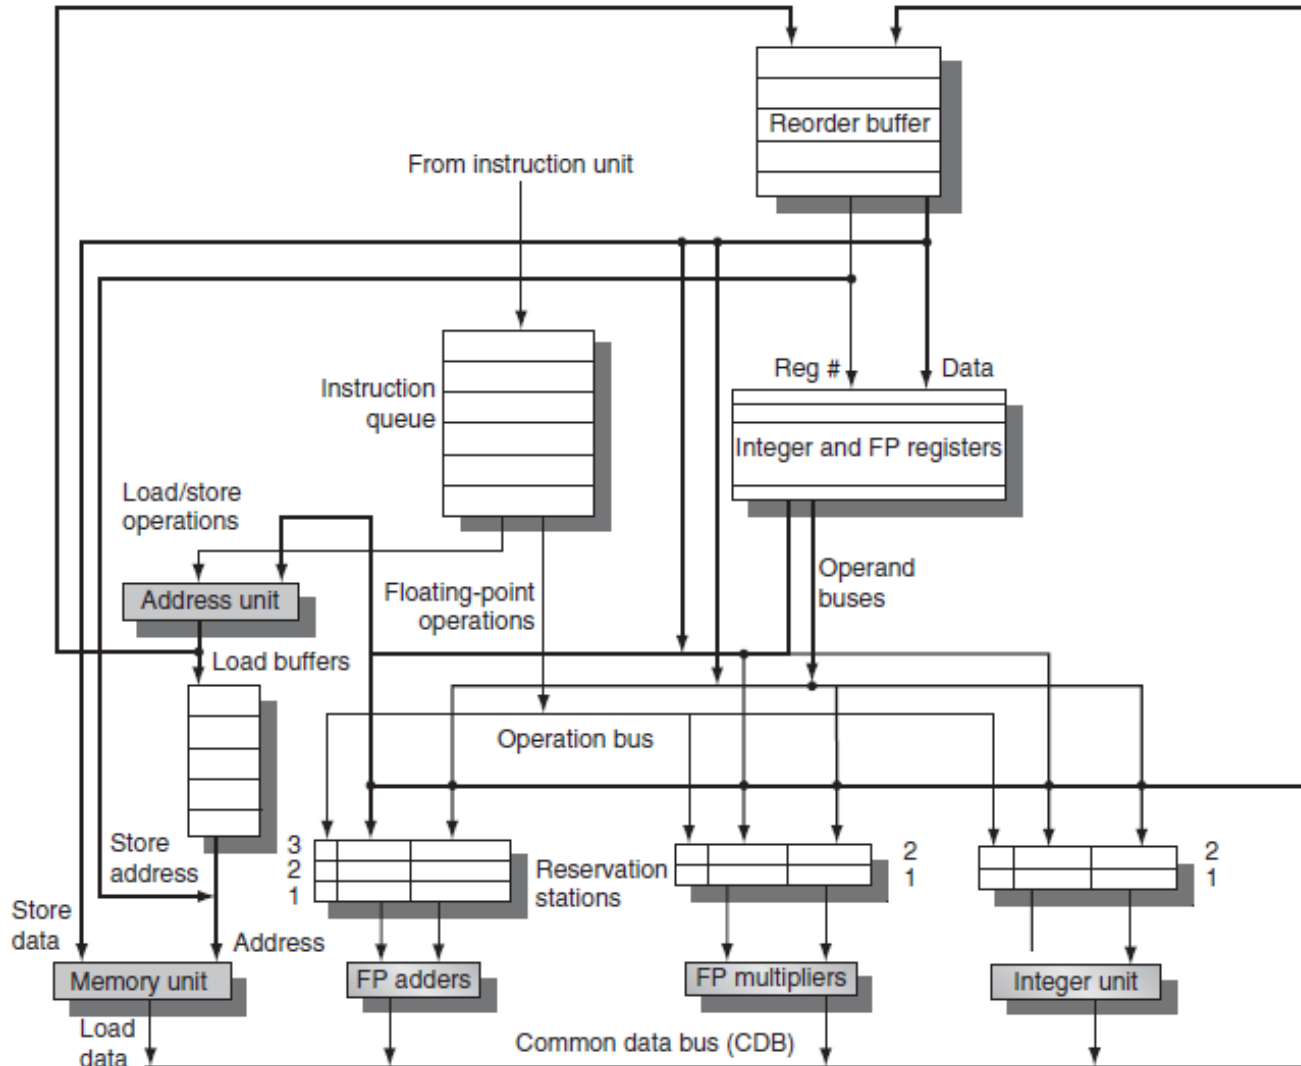 Reorder buffer
From instruction unit
Reg #
Data
Instruction
queue
Integer and FP registers
Load/store
operations
Operand
buses
Address unit
Floating-point
operations
Load buffers
Operation bus
Store
address
3
2
1
Reservation
stations
2
1
2
1
Store
data
Address
Memory unit
FP adders
FP multipliers
Integer unit
Load
data
Common data bus (CDB)